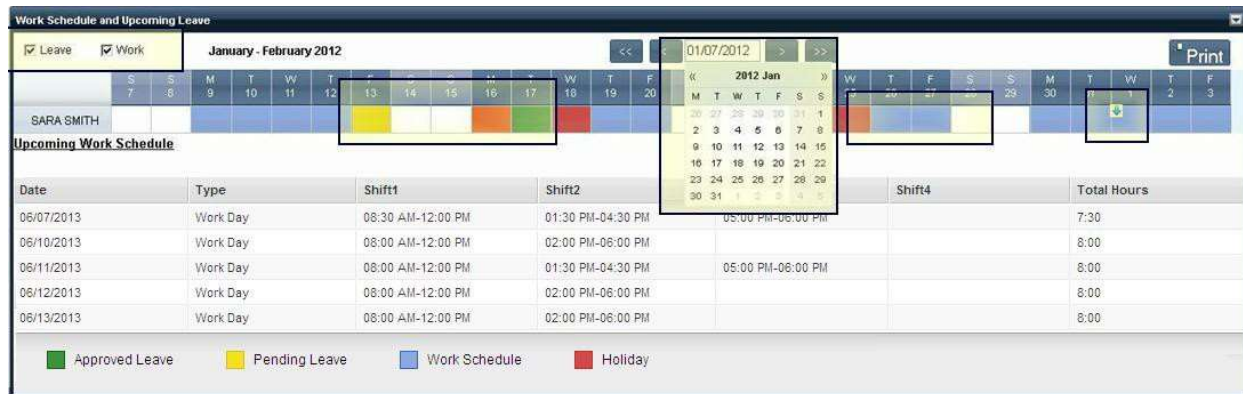 Work Schedule and Upcoming Leave
Leave Work January - February 2012 << < 01/07/2012 > >> Print
S S M T W T F S S M T W T F W T F S S M T W T F
7 8 9 10 11 12 13 14 15 16 17 18 19 20 25 26 27 28 29 30 31 1 2 3
SARA SMITH
« 2012 Jan »
M T W T F S S
26 27 28 29 30 31 1
2 3 4 5 6 7 8
9 10 11 12 13 14 15
16 17 18 19 20 21 22
23 24 25 26 27 28 29
30 31 1 2 3 4 5
Upcoming Work Schedule
Date Type Shift1 Shift2 Shift4 Total Hours
06/07/2013 Work Day 08:30 AM-12:00 PM 01:30 PM-04:30 PM 05:00 PM-06:00 PM 7:30
06/10/2013 Work Day 08:00 AM-12:00 PM 02:00 PM-06:00 PM 8:00
06/11/2013 Work Day 08:00 AM-12:00 PM 01:30 PM-04:30 PM 05:00 PM-06:00 PM 8:00
06/12/2013 Work Day 08:00 AM-12:00 PM 02:00 PM-06:00 PM 8:00
06/13/2013 Work Day 08:00 AM-12:00 PM 02:00 PM-06:00 PM 8:00
Approved Leave Pending Leave Work Schedule Holiday